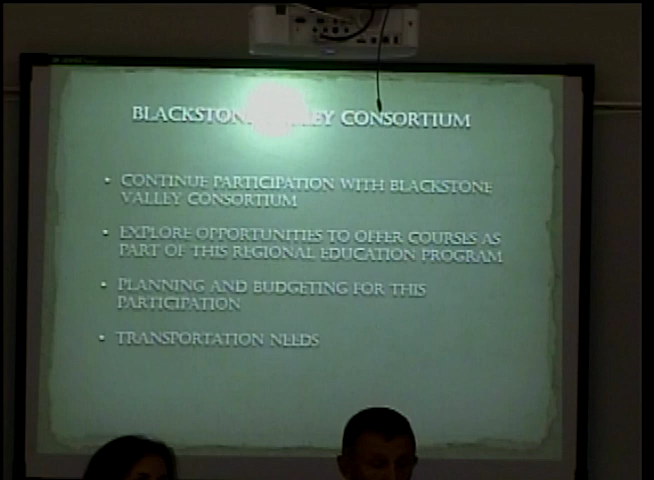 BLACKSTONE VALLEY CONSORTIUM
• CONTINUE PARTICIPATION WITH BLACKSTONE
VALLEY CONSORTIUM
• EXPLORE OPPORTUNITIES TO OFFER COURSES AS
PART OF THIS REGIONAL EDUCATION PROGRAM
• PLANNING AND BUDGETING FOR THIS
PARTICIPATION
• TRANSPORTATION NEEDS